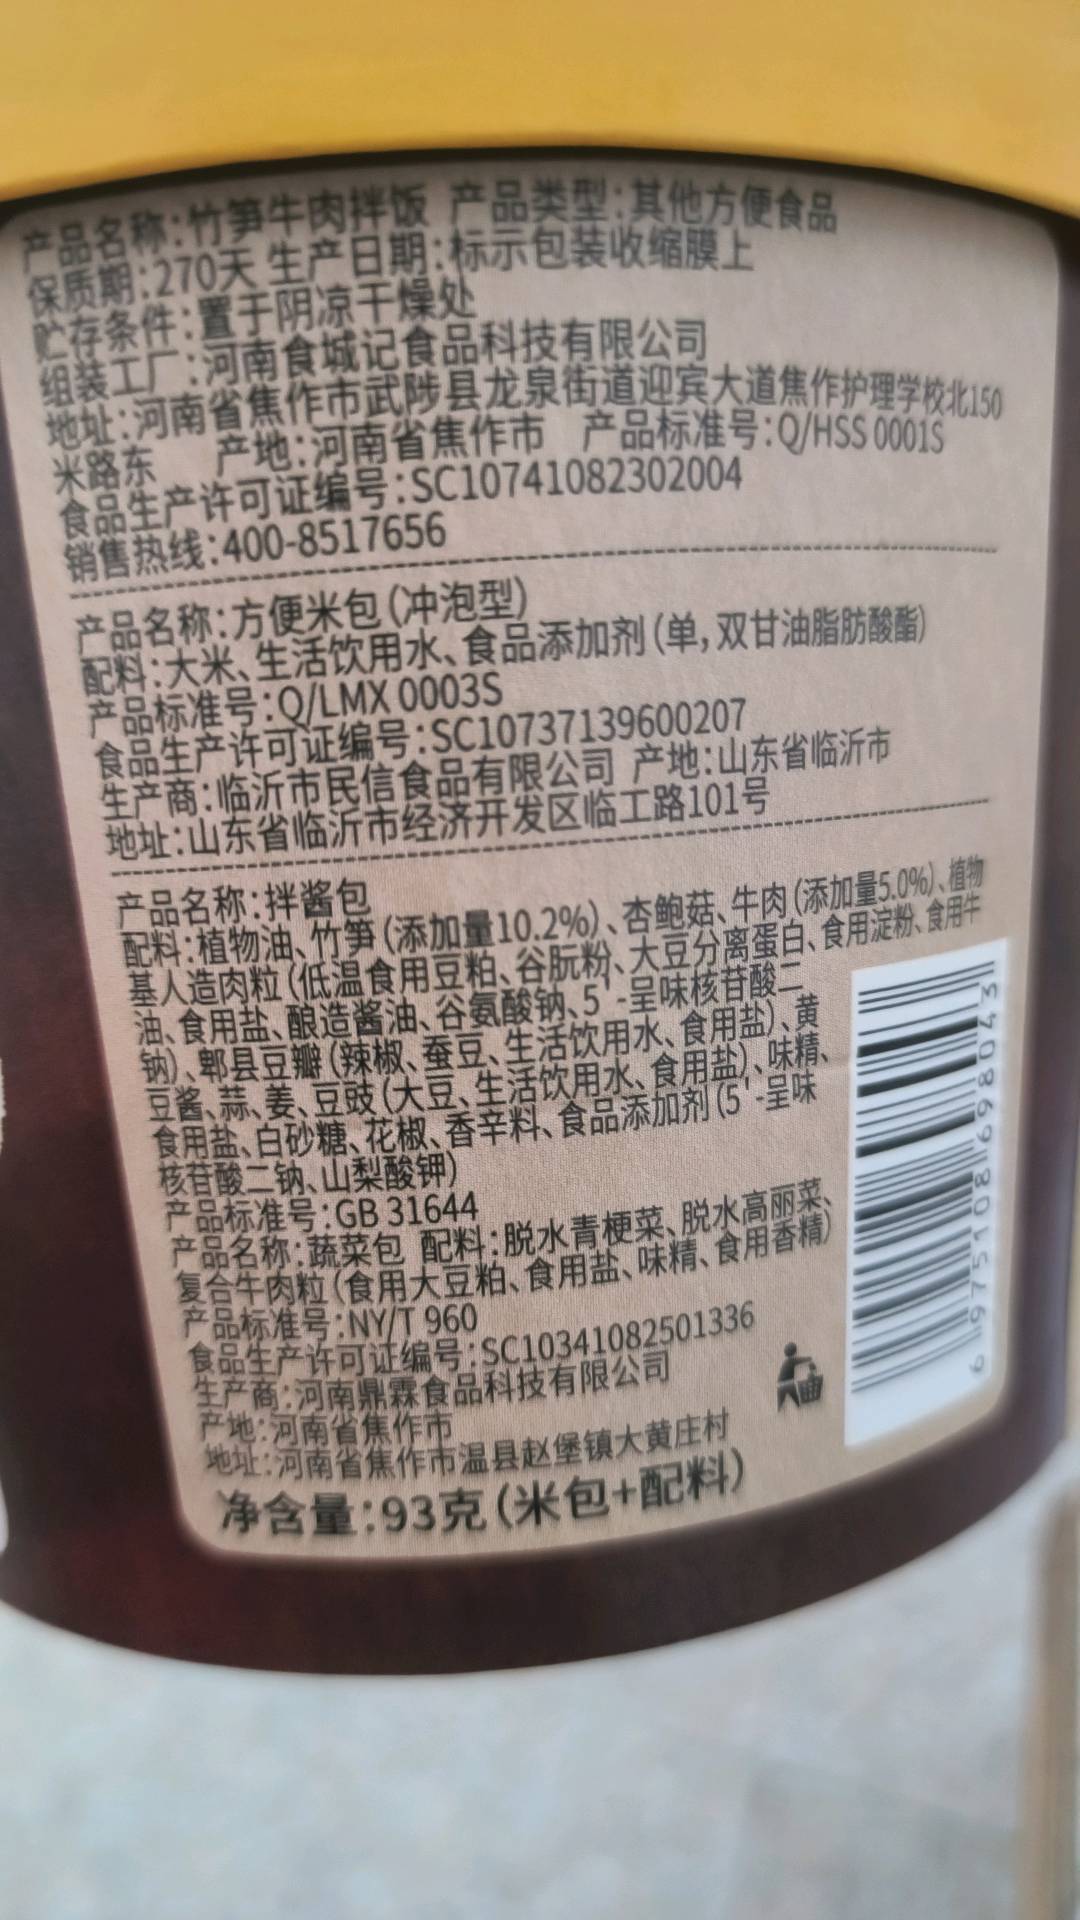 产品名称:竹笋牛肉拌饭 产品类型:其他方便食品
保质期:270天 生产日期:标示包装收缩膜上
贮存条件:置于阴凉干燥处
组装工厂:河南食城记食品科技有限公司
地址:河南省焦作市武陟县龙泉街道迎宾大道焦作护理学校北150
米路东 产地:河南省焦作市 产品标准号:Q/HSS 0001S
食品生产许可证编号:SC10741082302004
销售热线:400-8517656
产品名称:方便米包(冲泡型)
配料:大米、生活饮用水、食品添加剂(单,双甘油脂肪酸酯)
产品标准号:Q/LMX 0003S
食品生产许可证编号:SC10737139600207
生产商:临沂市民信食品有限公司 产地:山东省临沂市
地址:山东省临沂市经济开发区临工路101号
产品名称:拌酱包
配料:植物油、竹笋(添加量10.2%)、杏鲍菇、牛肉(添加量5.0%)、植物
基人造肉粒(低温食用豆粕、谷朊粉、大豆分离蛋白、食用淀粉、食用牛
油、食用盐、酿造酱油、谷氨酸钠、5'-呈味核苷酸二
钠)、郫县豆瓣(辣椒、蚕豆、生活饮用水、食用盐)、黄
豆酱、蒜、姜、豆豉(大豆、生活饮用水、食用盐)、味精、
食用盐、白砂糖、花椒、香辛料、食品添加剂(5'-呈味
核苷酸二钠、山梨酸钾)
产品标准号:GB 31644
产品名称:蔬菜包 配料:脱水青梗菜、脱水高丽菜、
复合牛肉粒(食用大豆粕、食用盐、味精、食用香精)
产品标准号:NY/T 960
食品生产许可证编号:SC10341082501336
生产商:河南鼎霖食品科技有限公司
产地:河南省焦作市
地址:河南省焦作市温县赵堡镇大黄庄村
净含量:93克(米包+配料)
6975108698043